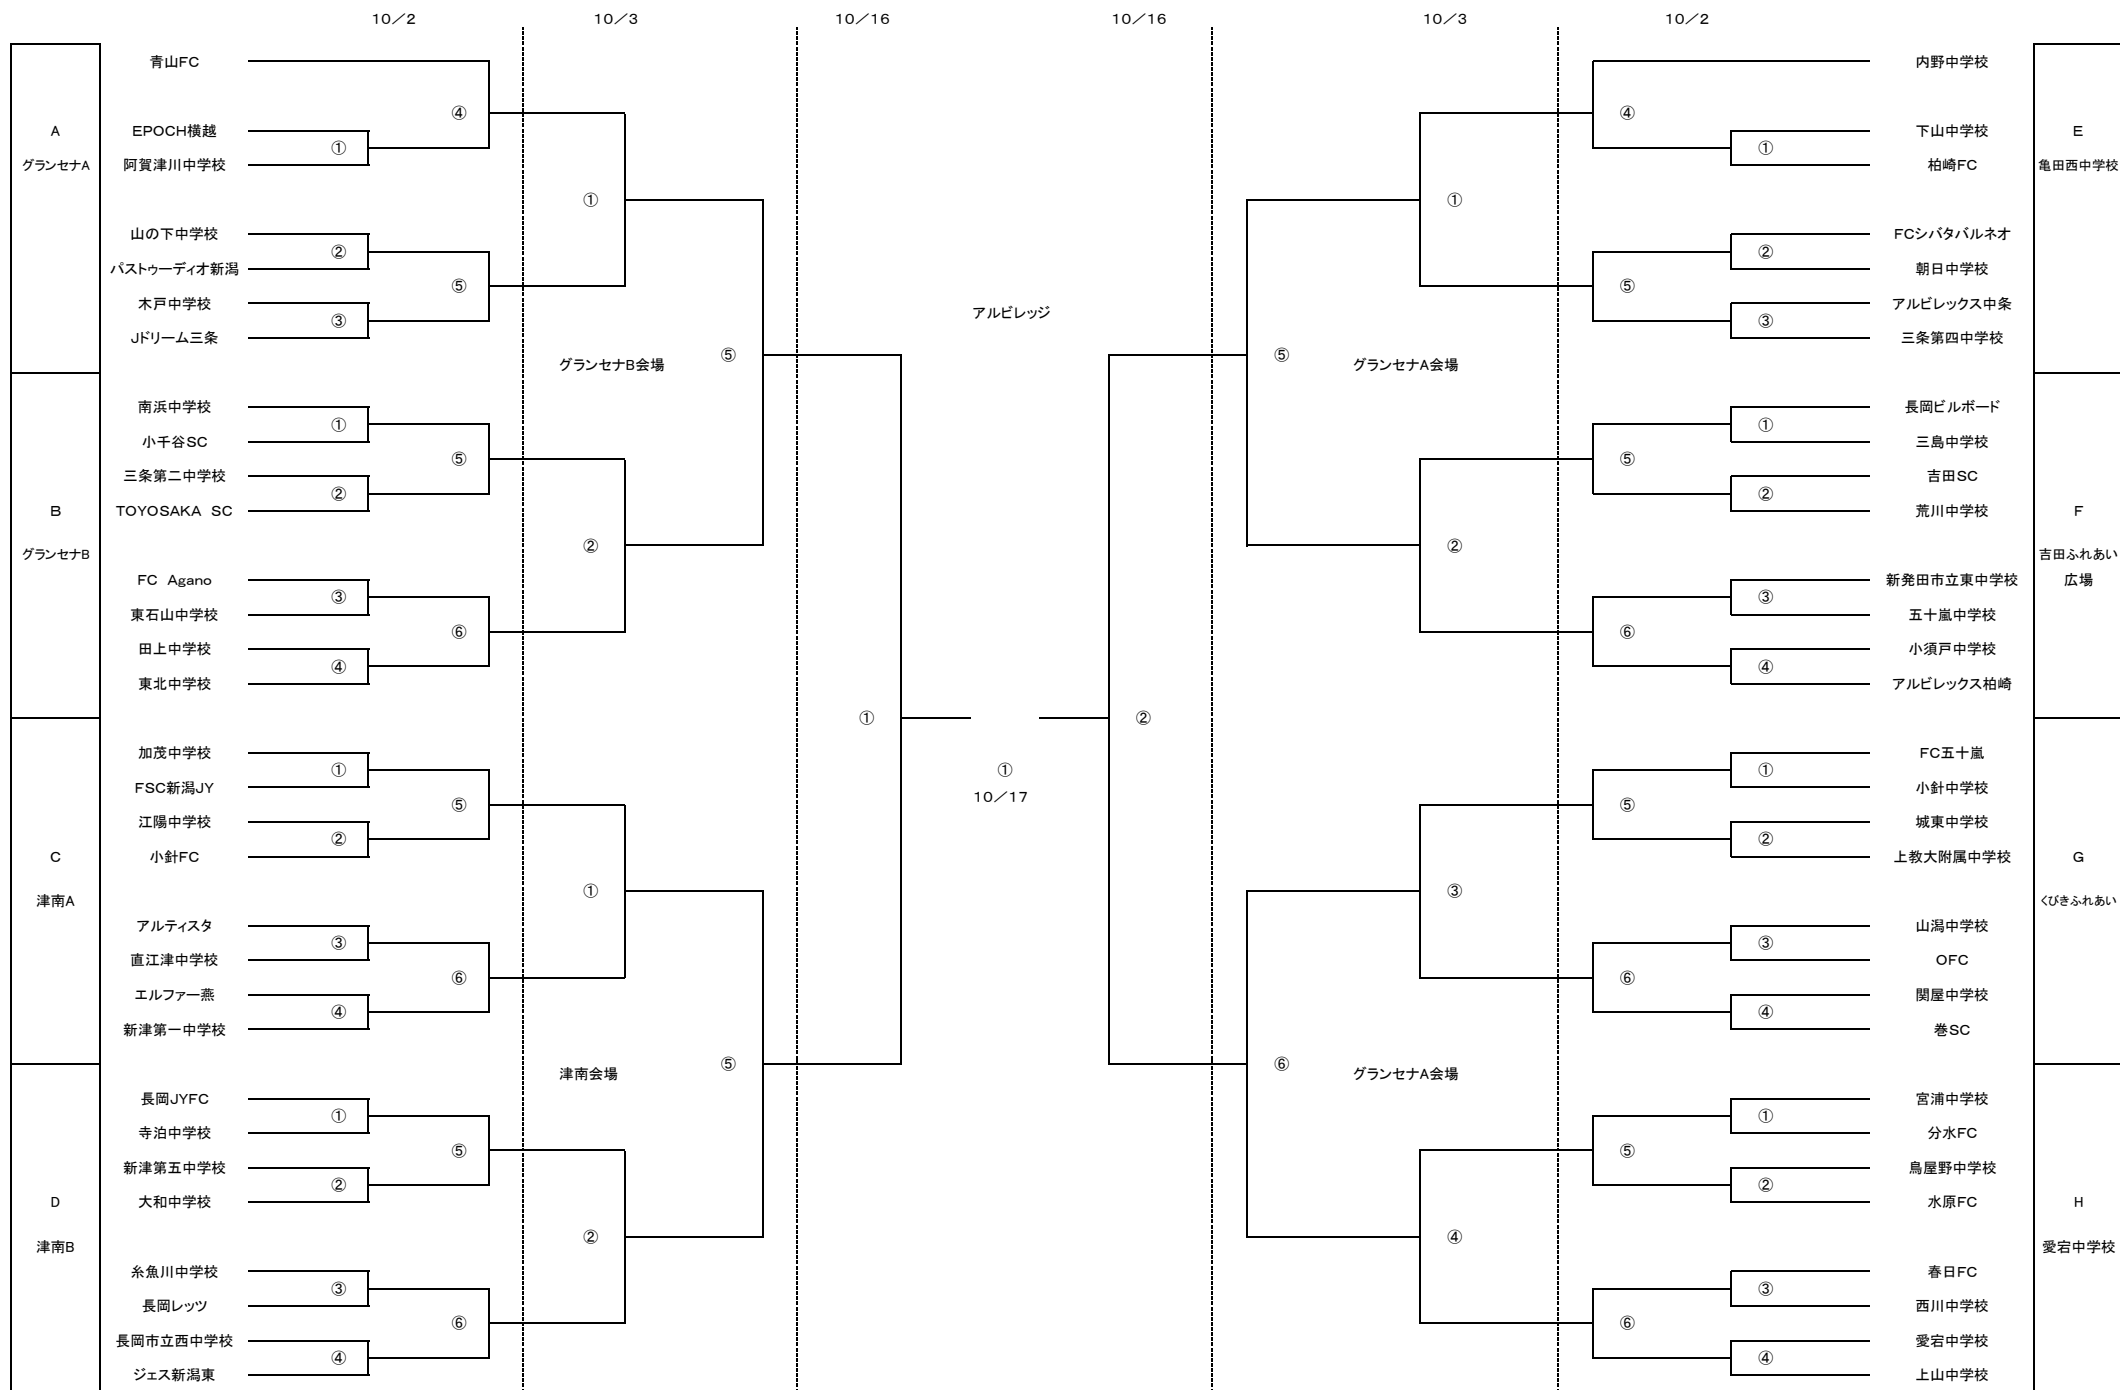 10／2 10／3 10／16 10／16 10／3 10／2
青山FC 内野中学校
④ ④
A EPOCH横越 下山中学校 E
① ①
グランセナA 阿賀津川中学校 柏崎FC 亀田西中学校
① ①
山の下中学校 FCシバタバルネオ
② ②
パストゥーディオ新潟 朝日中学校
⑤ ⑤
木戸中学校 アルビレックス中条
アルビレッジ
③ ③
Jドリーム三条 三条第四中学校
⑤ ⑤
グランセナB会場 グランセナA会場
南浜中学校 長岡ビルボード
① ①
小千谷SC 三島中学校
⑤ ⑤
三条第二中学校 吉田SC
② ②
B TOYOSAKA SC 荒川中学校 F
② ②
グランセナB 吉田ふれあい
FC Agano 新発田市立東中学校 広場
③ ③
東石山中学校 五十嵐中学校
⑥ ⑥
田上中学校 小須戸中学校
④ ④
東北中学校 アルビレックス柏崎
① ②
加茂中学校 FC五十嵐
① ① ①
FSC新潟JY 小針中学校
10／17
⑤ ⑤
江陽中学校 城東中学校
② ②
C 小針FC 上教大附属中学校 G
① ③
津南A くびきふれあい
アルティスタ 山潟中学校
③ ③
直江津中学校 OFC
⑥ ⑥
エルファー燕 関屋中学校
④ ④
新津第一中学校 巻SC
⑤ ⑥
津南会場 グランセナA会場
長岡JYFC 宮浦中学校
① ①
寺泊中学校 分水FC
⑤ ⑤
新津第五中学校 鳥屋野中学校
② ②
D 大和中学校 水原FC H
② ④
津南B 愛宕中学校
糸魚川中学校 春日FC
③ ③
長岡レッツ 西川中学校
⑥ ⑥
長岡市立西中学校 愛宕中学校
④ ④
ジェス新潟東 上山中学校